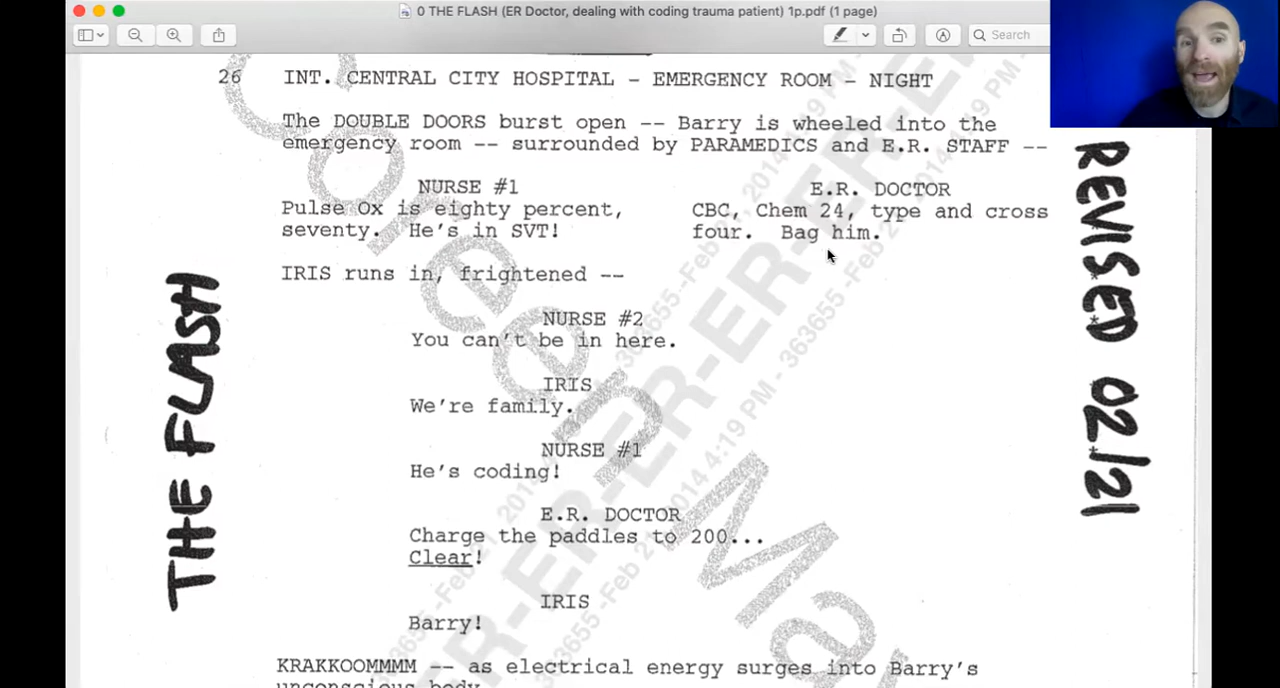 0 THE FLASH (ER Doctor, dealing with coding trauma patient) 1p.pdf (1 page)
Search
26 INT. CENTRAL CITY HOSPITAL – EMERGENCY ROOM – NIGHT
The DOUBLE DOORS burst open -- Barry is wheeled into the
emergency room -- surrounded by PARAMEDICS and E.R. STAFF --
NURSE #1
Pulse Ox is eighty percent,
seventy. He's in SVT!
E.R. DOCTOR
CBC, Chem 24, type and cross
four. Bag him.
IRIS runs in, frightened --
NURSE #2
You can't be in here.
IRIS
We're family.
NURSE #1
He's coding!
E.R. DOCTOR
Charge the paddles to 200...
Clear!
IRIS
Barry!
KRAKKOOMMMM -- as electrical energy surges into Barry's
unconscious body
THE FLASH
REVISED 02/21